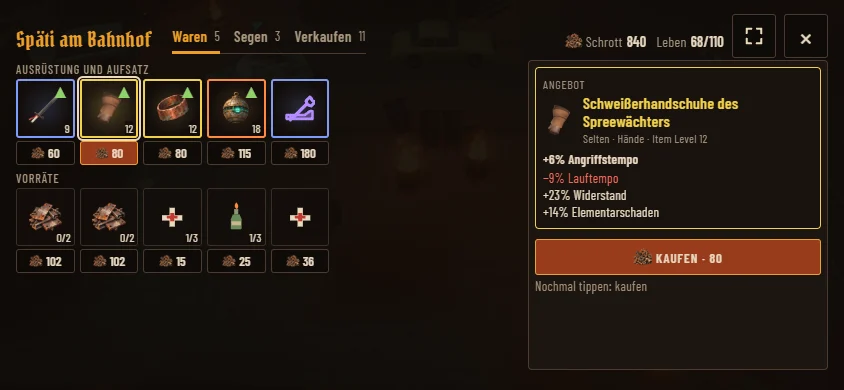 Späti am Bahnhof
Waren 5 Segen 3 Verkaufen 11
Schrott 840 Leben 68/110
×
AUSRÜSTUNG UND AUFSATZ
9 12 12 18
60 80 80 115 180
VORRÄTE
0/2 0/2 1/3 1/3
102 102 15 25 36
ANGEBOT
Schweißerhandschuhe des
Spreewächters
Selten · Hände · Item Level 12
+6% Angriffstempo
−9% Lauftempo
+23% Widerstand
+14% Elementarschaden
KAUFEN · 80
Nochmal tippen: kaufen